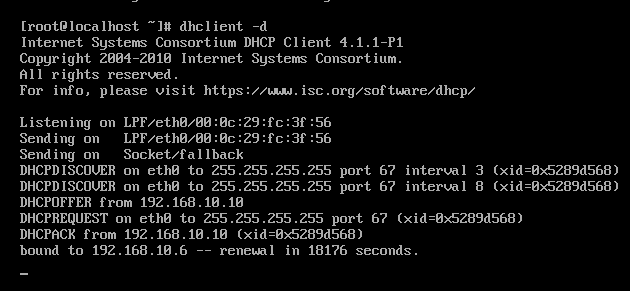 [root@localhost ~]# dhclient -d
Internet Systems Consortium DHCP Client 4.1.1-P1
Copyright 2004-2010 Internet Systems Consortium.
All rights reserved.
For info, please visit https://www.isc.org/software/dhcp/
Listening on LPF/eth0/00:0c:29:fc:3f:56
Sending on   LPF/eth0/00:0c:29:fc:3f:56
Sending on   Socket/fallback
DHCPDISCOVER on eth0 to 255.255.255.255 port 67 interval 3 (xid=0x5289d568)
DHCPDISCOVER on eth0 to 255.255.255.255 port 67 interval 8 (xid=0x5289d568)
DHCPOFFER from 192.168.10.10
DHCPREQUEST on eth0 to 255.255.255.255 port 67 (xid=0x5289d568)
DHCPACK from 192.168.10.10 (xid=0x5289d568)
bound to 192.168.10.6 -- renewal in 18176 seconds.